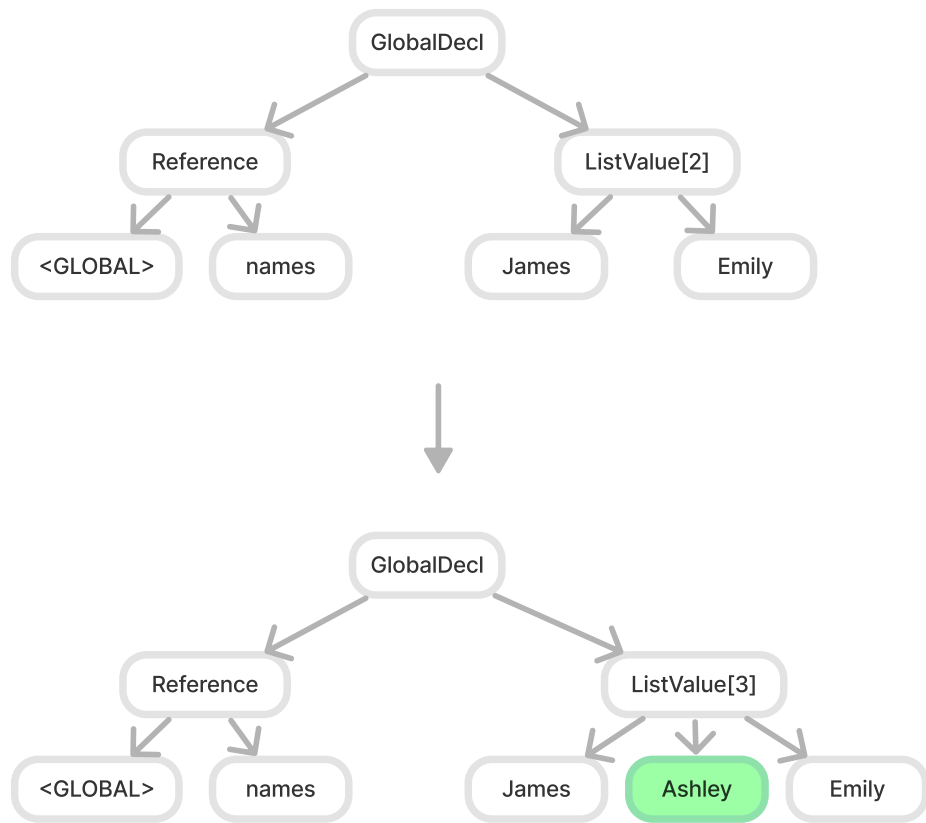 GlobalDecl
Reference
ListValue[2]
<GLOBAL>
names
James
Emily
GlobalDecl
Reference
ListValue[3]
<GLOBAL>
names
James
Ashley
Emily